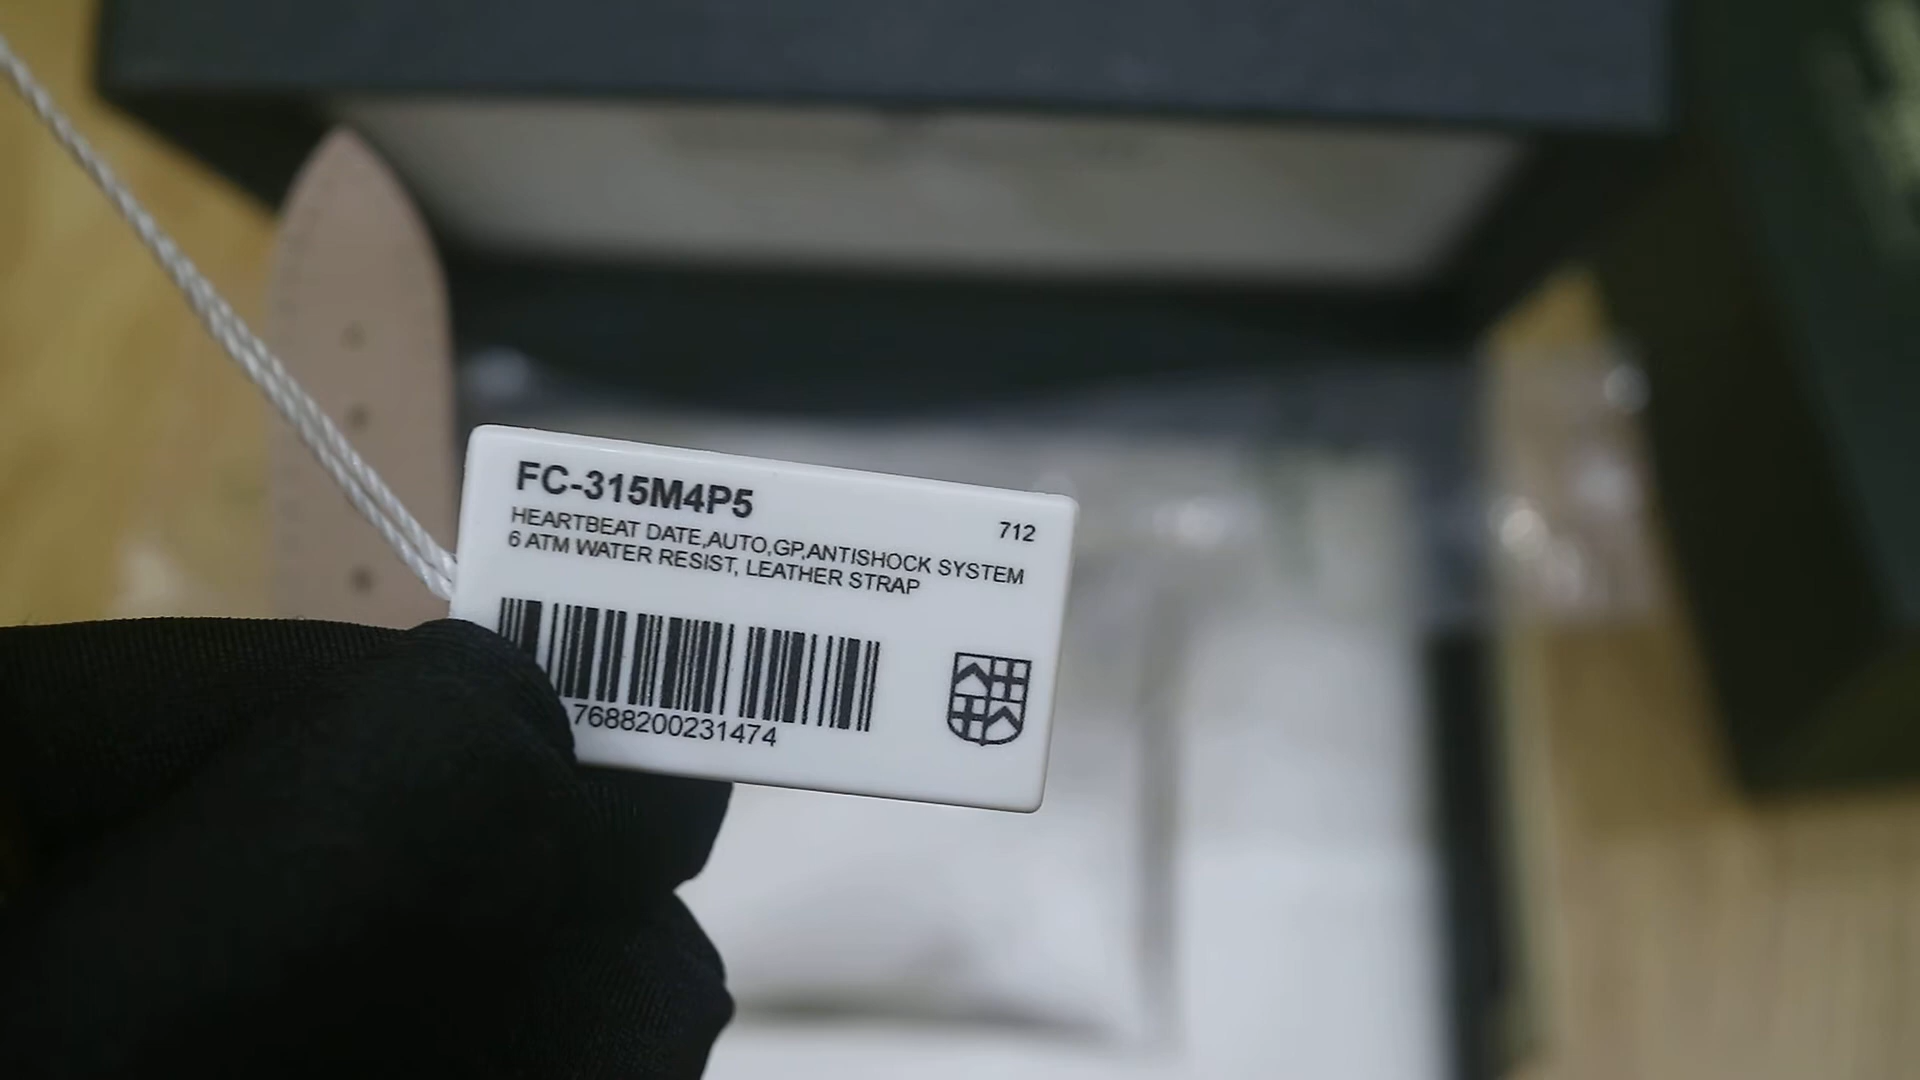 FC-315M4P5
712
HEARTBEAT DATE,AUTO,GP,ANTISHOCK SYSTEM
6 ATM WATER RESIST, LEATHER STRAP
7688200231474